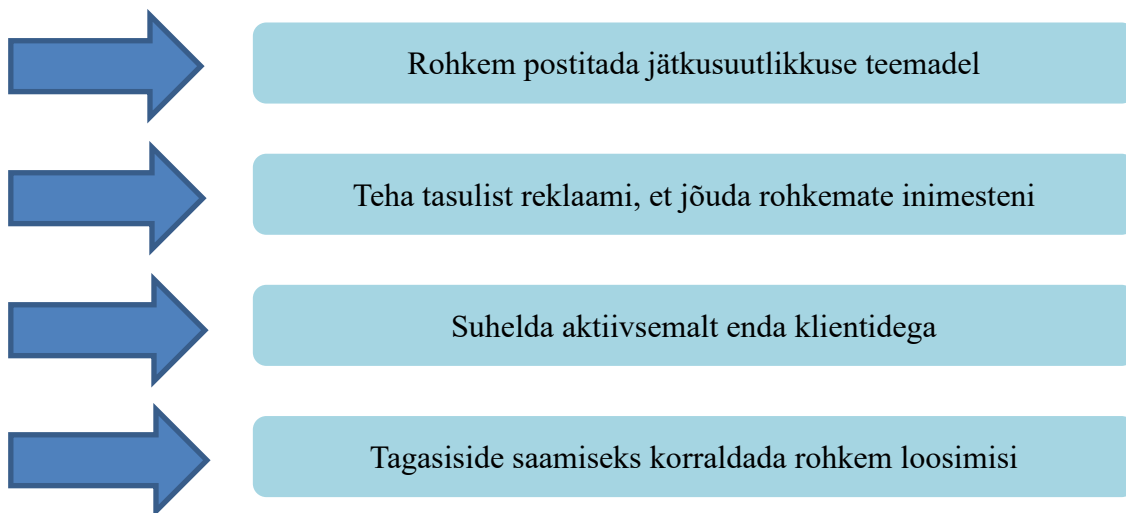 Rohkem postitada jätkusuutlikkuse teemadel
Teha tasulist reklaami, et jõuda rohkemate inimesteni
Suhelda aktiivsemalt enda klientidega
Tagasiside saamiseks korraldada rohkem loosimisi